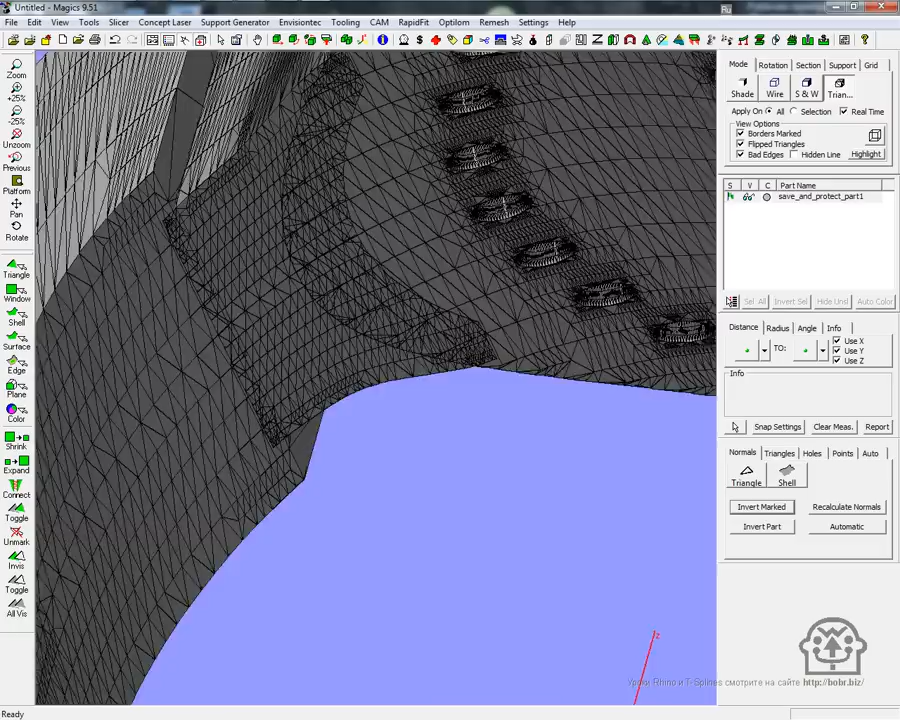 Untitled - Magics 9.51
Ru
File Edit View Tools Slicer Concept Laser Support Generator Envisiontec Tooling CAM RapidFit Optilom Remesh Settings Help
Zoom
+25%
-25%
Unzoom
Previous
Platform
Pan
Rotate
Triangle
Window
Shell
Surface
Edge
Plane
Color
Shrink
Expand
Connect
Toggle
Unmark
Invis
Toggle
All Vis
Mode Rotation Section Support Grid
Shade Wire S & W Trian...
Apply On All Selection Real Time
View Options
Borders Marked
Flipped Triangles
Bad Edges Hidden Line Highlight
S V C Part Name
save_and_protect_part1
Sel All Invert Sel Hide Unsl Auto Color
Distance Radius Angle Info
TO:
Use X
Use Y
Use Z
Info
Snap Settings Clear Meas. Report
Normals Triangles Holes Points Auto
Triangle Shell
Invert Marked Recalculate Normals
Invert Part Automatic
z
Уроки Rhino и T-Splines смотрите на сайте http://bohr.biz/
Ready